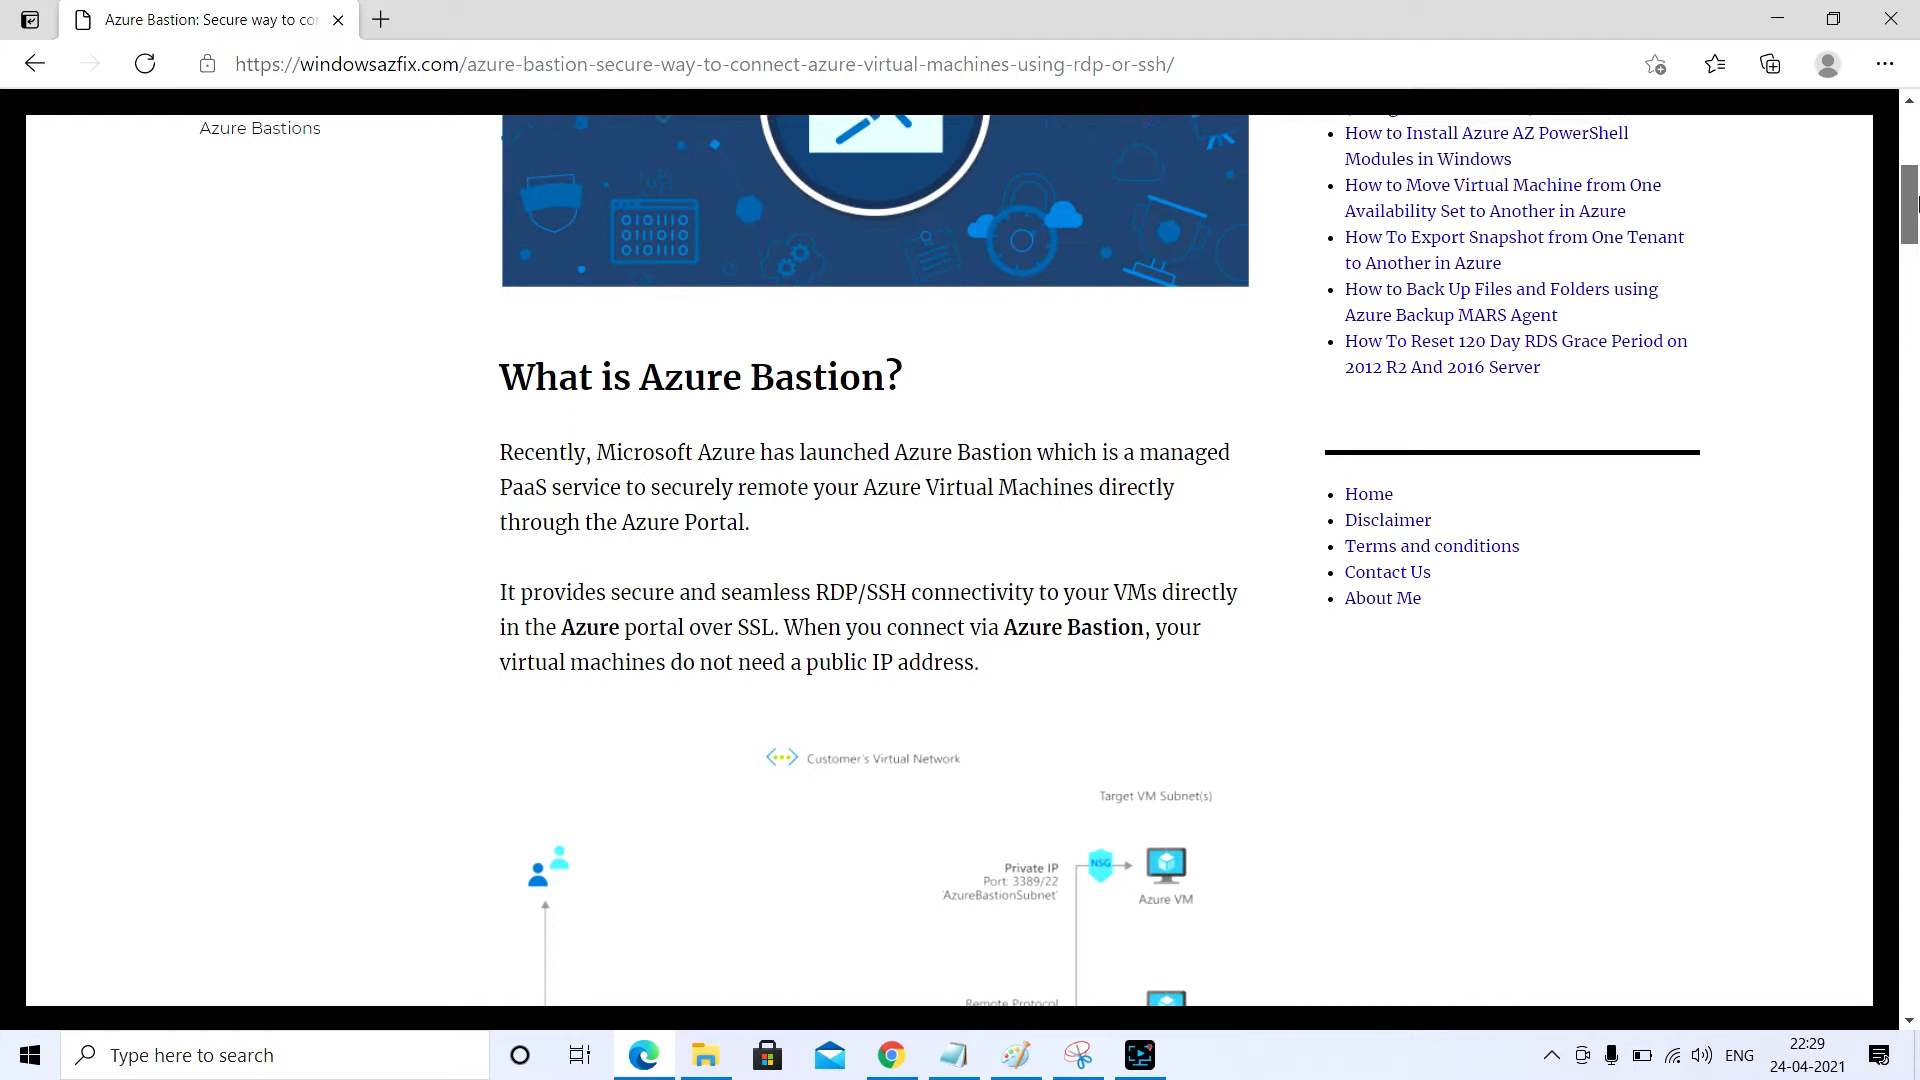 Azure Bastion: Secure way to co
https://windowsazfix.com/azure-bastion-secure-way-to-connect-azure-virtual-machines-using-rdp-or-ssh/
Azure Bastions
010110
011010
010110
What is Azure Bastion?
Recently, Microsoft Azure has launched Azure Bastion which is a managed
PaaS service to securely remote your Azure Virtual Machines directly
through the Azure Portal.
It provides secure and seamless RDP/SSH connectivity to your VMs directly
in the Azure portal over SSL. When you connect via Azure Bastion, your
virtual machines do not need a public IP address.
Customer's Virtual Network
Target VM Subnet(s)
Private IP
Port: 3389/22
'AzureBastionSubnet'
NSG
Azure VM
Remote Protocol
How to Install Azure AZ PowerShell
Modules in Windows
How to Move Virtual Machine from One
Availability Set to Another in Azure
How To Export Snapshot from One Tenant
to Another in Azure
How to Back Up Files and Folders using
Azure Backup MARS Agent
How To Reset 120 Day RDS Grace Period on
2012 R2 And 2016 Server
Home
Disclaimer
Terms and conditions
Contact Us
About Me
Type here to search
ENG
22:29
24-04-2021